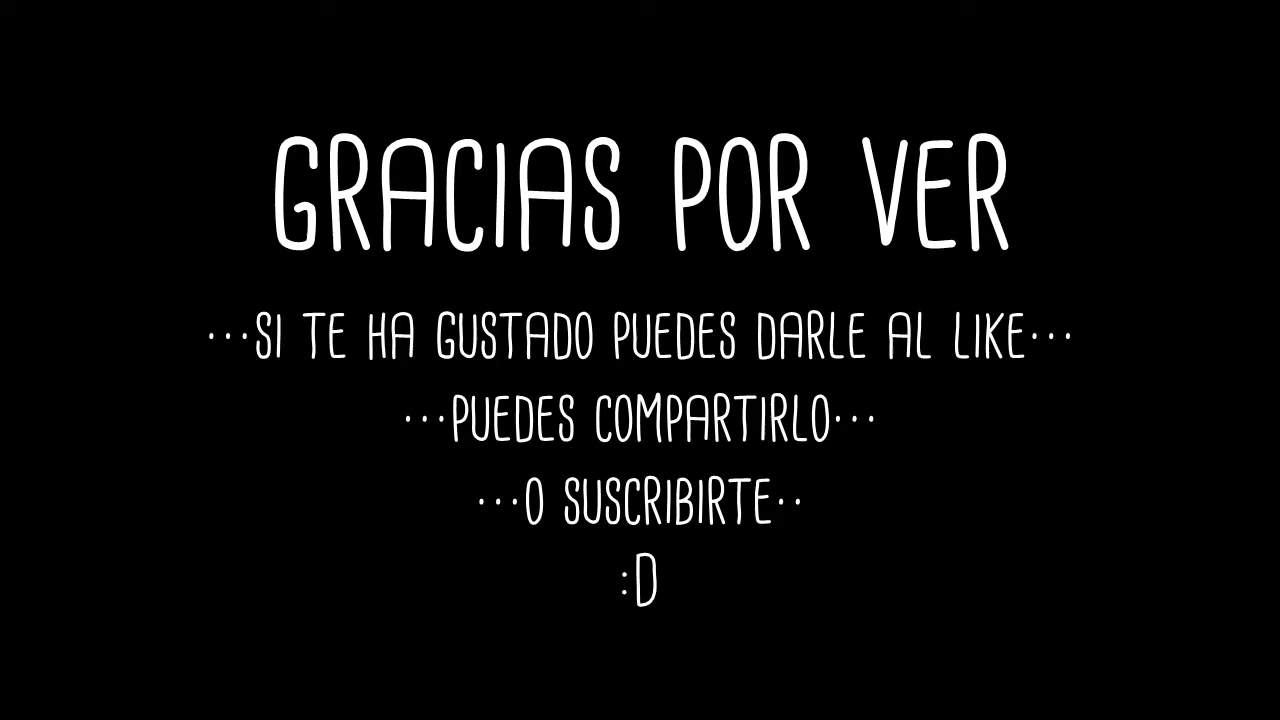 GRACIAS POR VER
...SI TE HA GUSTADO PUEDES DARLE AL LIKE...
...PUEDES COMPARTIRLO...
...O SUSCRIBIRTE..
:D